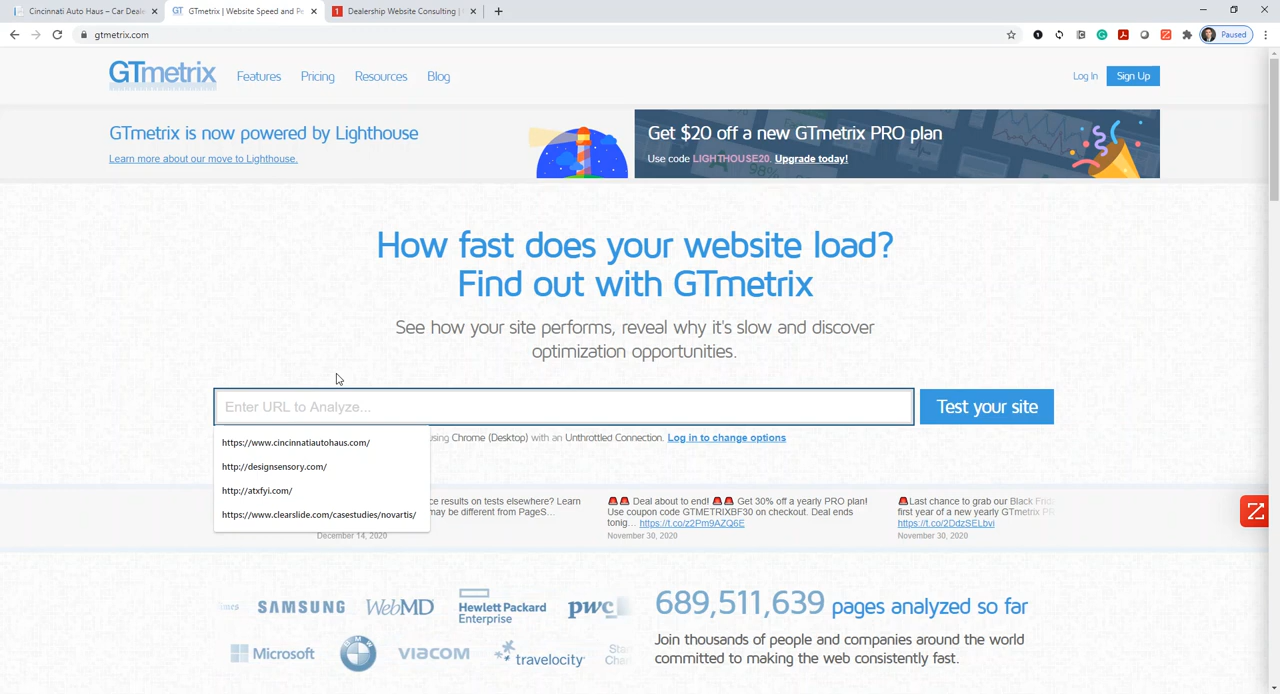 Cincinnati Auto Haus – Car Deale
GTmetrix | Website Speed and Pe
Dealership Website Consulting |
gtmetrix.com
Paused
GTmetrix
Features
Pricing
Resources
Blog
Log In
Sign Up
GTmetrix is now powered by Lighthouse
Learn more about our move to Lighthouse.
Get $20 off a new GTmetrix PRO plan
Use code LIGHTHOUSE20. Upgrade today!
How fast does your website load?
Find out with GTmetrix
See how your site performs, reveal why it's slow and discover
optimization opportunities.
Enter URL to Analyze...
Test your site
using Chrome (Desktop) with an Unthrottled Connection. Log in to change options
https://www.cincinnatiautohaus.com/
http://designsensory.com/
http://atxfyi.com/
https://www.clearslide.com/casestudies/novartis/
ce results on tests elsewhere? Learn
may be different from PageS...
December 14, 2020
🚨🚨 Deal about to end! 🚨🚨 Get 30% off a yearly PRO plan!
Use coupon code GTMETRIXBF30 on checkout. Deal ends
tonig... https://t.co/z2Pm9AZQ6E
November 30, 2020
🚨Last chance to grab our Black Frid
first year of a new yearly GTmetrix PR
https://t.co/2DdzSELbvi
November 30, 2020
SAMSUNG
WebMD
Hewlett Packard
Enterprise
pwc
Microsoft
BMW
VIACOM
travelocity
689,511,639 pages analyzed so far
Join thousands of people and companies around the world
committed to making the web consistently fast.